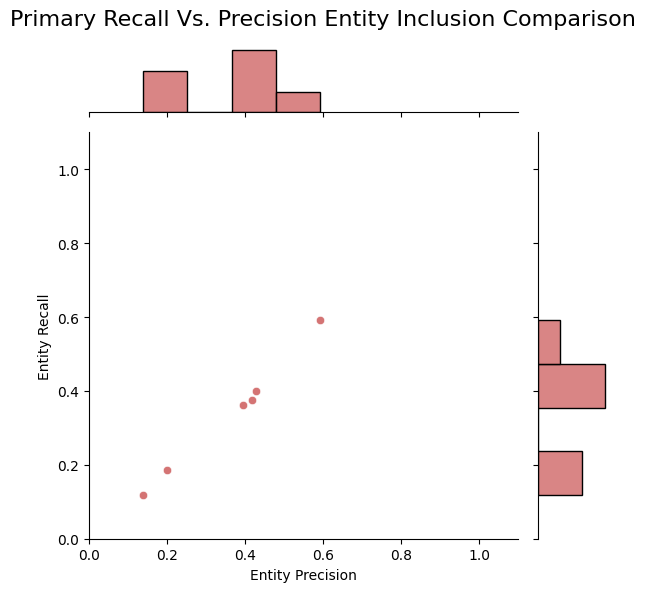 Primary Recall Vs. Precision Entity Inclusion Comparison
1.0
0.8
0.6
0.4
0.2
0.0
Entity Recall
0.0 0.2 0.4 0.6 0.8 1.0
Entity Precision